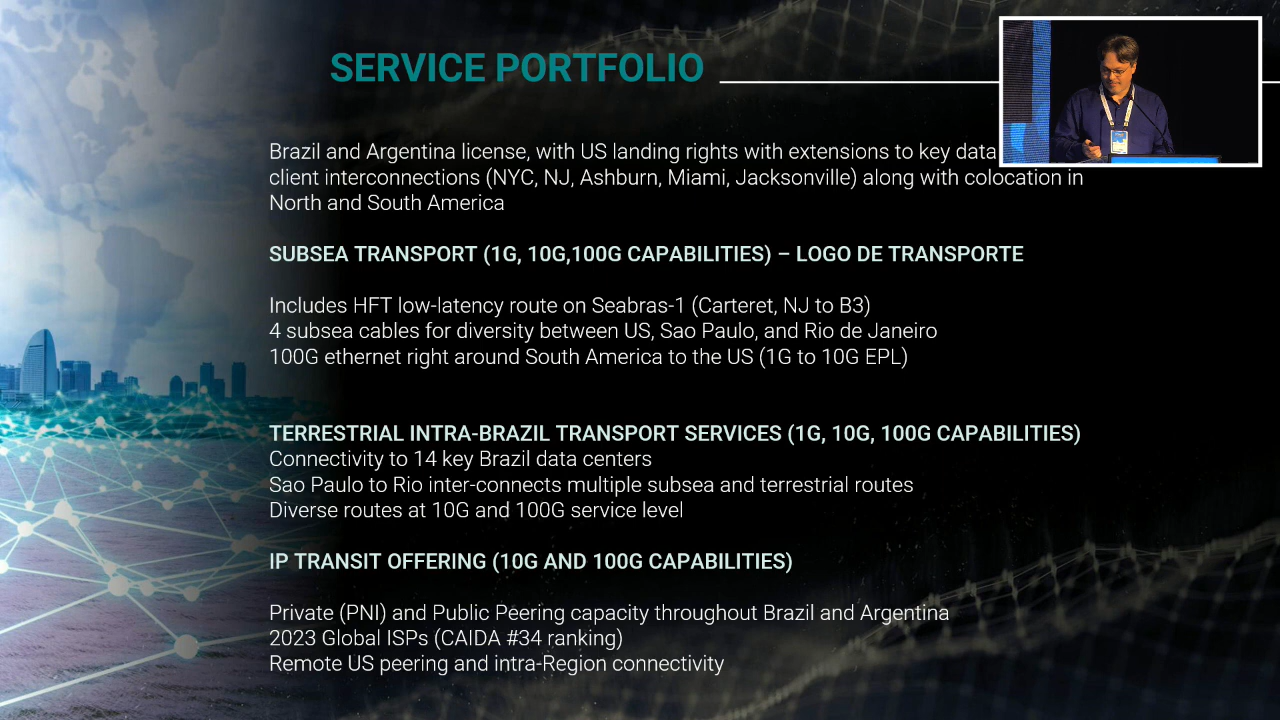 SERVICE PORTFOLIO
Brazil and Argentina license, with US landing rights with extensions to key data
client interconnections (NYC, NJ, Ashburn, Miami, Jacksonville) along with colocation in
North and South America
SUBSEA TRANSPORT (1G, 10G,100G CAPABILITIES) – LOGO DE TRANSPORTE
Includes HFT low-latency route on Seabras-1 (Carteret, NJ to B3)
4 subsea cables for diversity between US, Sao Paulo, and Rio de Janeiro
100G ethernet right around South America to the US (1G to 10G EPL)
TERRESTRIAL INTRA-BRAZIL TRANSPORT SERVICES (1G, 10G, 100G CAPABILITIES)
Connectivity to 14 key Brazil data centers
Sao Paulo to Rio inter-connects multiple subsea and terrestrial routes
Diverse routes at 10G and 100G service level
IP TRANSIT OFFERING (10G AND 100G CAPABILITIES)
Private (PNI) and Public Peering capacity throughout Brazil and Argentina
2023 Global ISPs (CAIDA #34 ranking)
Remote US peering and intra-Region connectivity